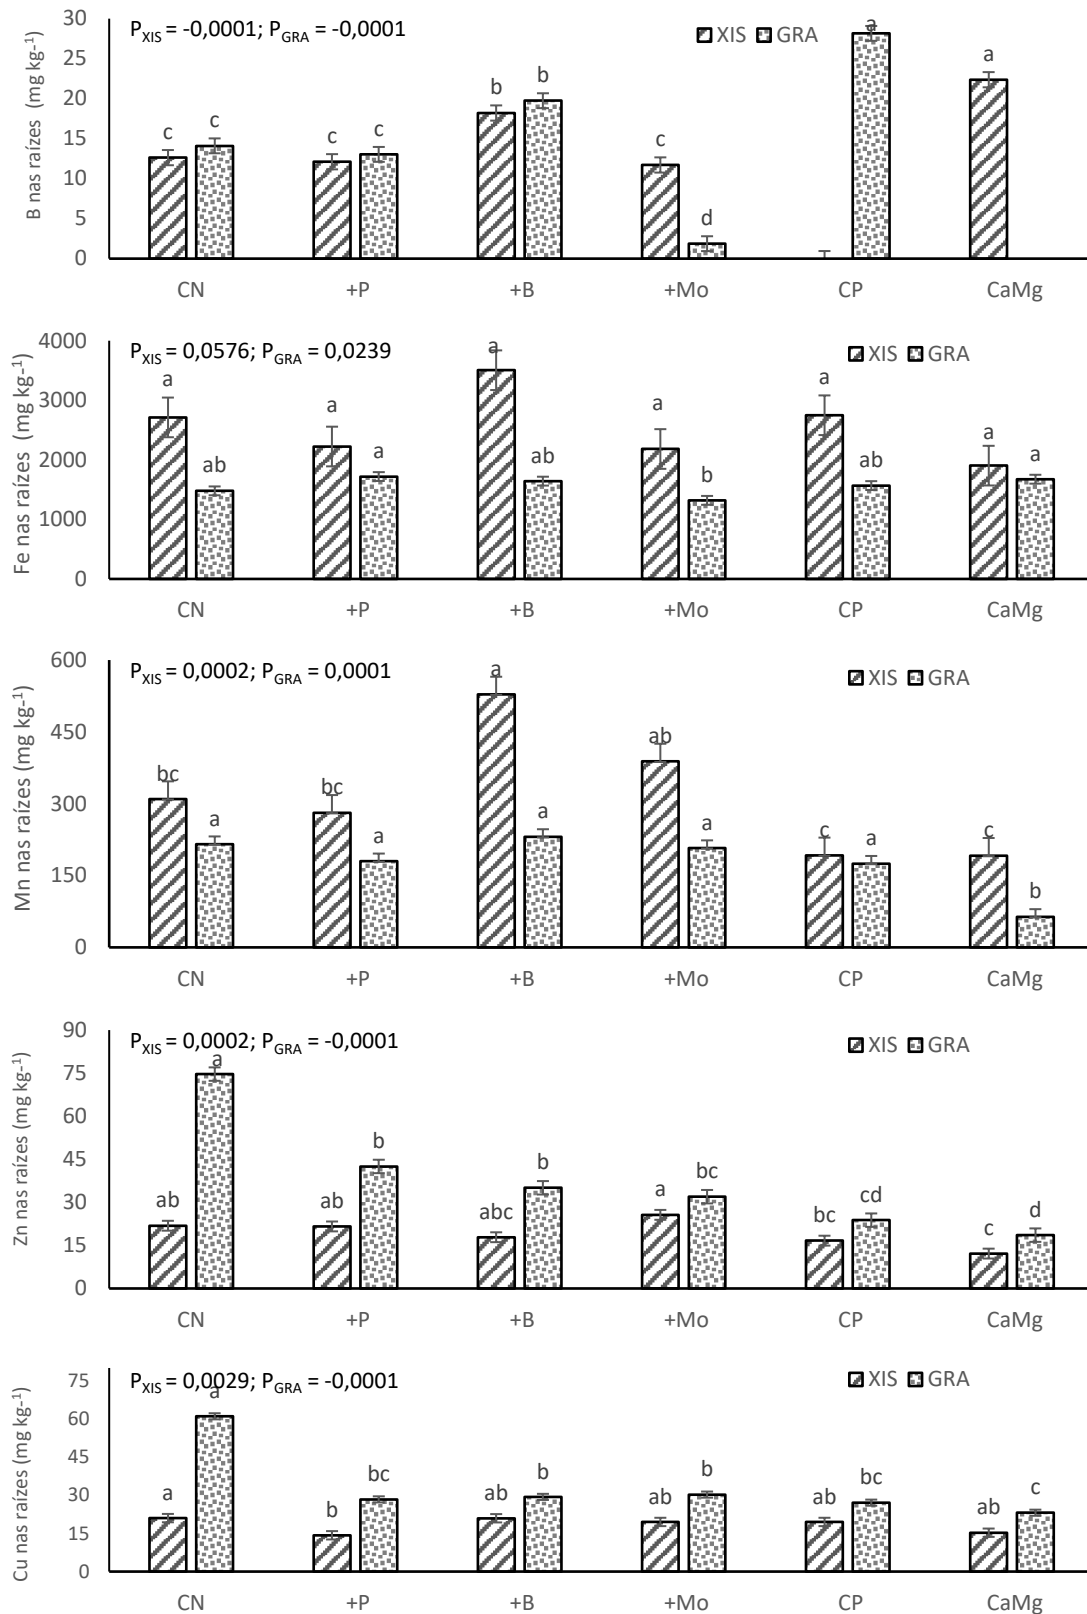 B nas raízes (mg kg-1)
P_XIS = -0,0001; P_GRA = -0,0001
XIS GRA
30
25
20
15
10
5
0
c c c c b b c d a a
CN +P +B +Mo CP CaMg
Fe nas raízes (mg kg-1)
P_XIS = 0,0576; P_GRA = 0,0239
XIS GRA
4000
3000
2000
1000
0
a ab a a a ab a b a ab a a
CN +P +B +Mo CP CaMg
Mn nas raízes (mg kg-1)
P_XIS = 0,0002; P_GRA = 0,0001
XIS GRA
600
450
300
150
0
bc a bc a a a ab a c a c b
CN +P +B +Mo CP CaMg
Zn nas raízes (mg kg-1)
P_XIS = 0,0002; P_GRA = -0,0001
XIS GRA
90
75
60
45
30
15
0
ab a ab b abc b a bc bc cd c d
CN +P +B +Mo CP CaMg
Cu nas raízes (mg kg-1)
P_XIS = 0,0029; P_GRA = -0,0001
XIS GRA
75
60
45
30
15
0
a a b bc ab b ab b ab bc ab c
CN +P +B +Mo CP CaMg